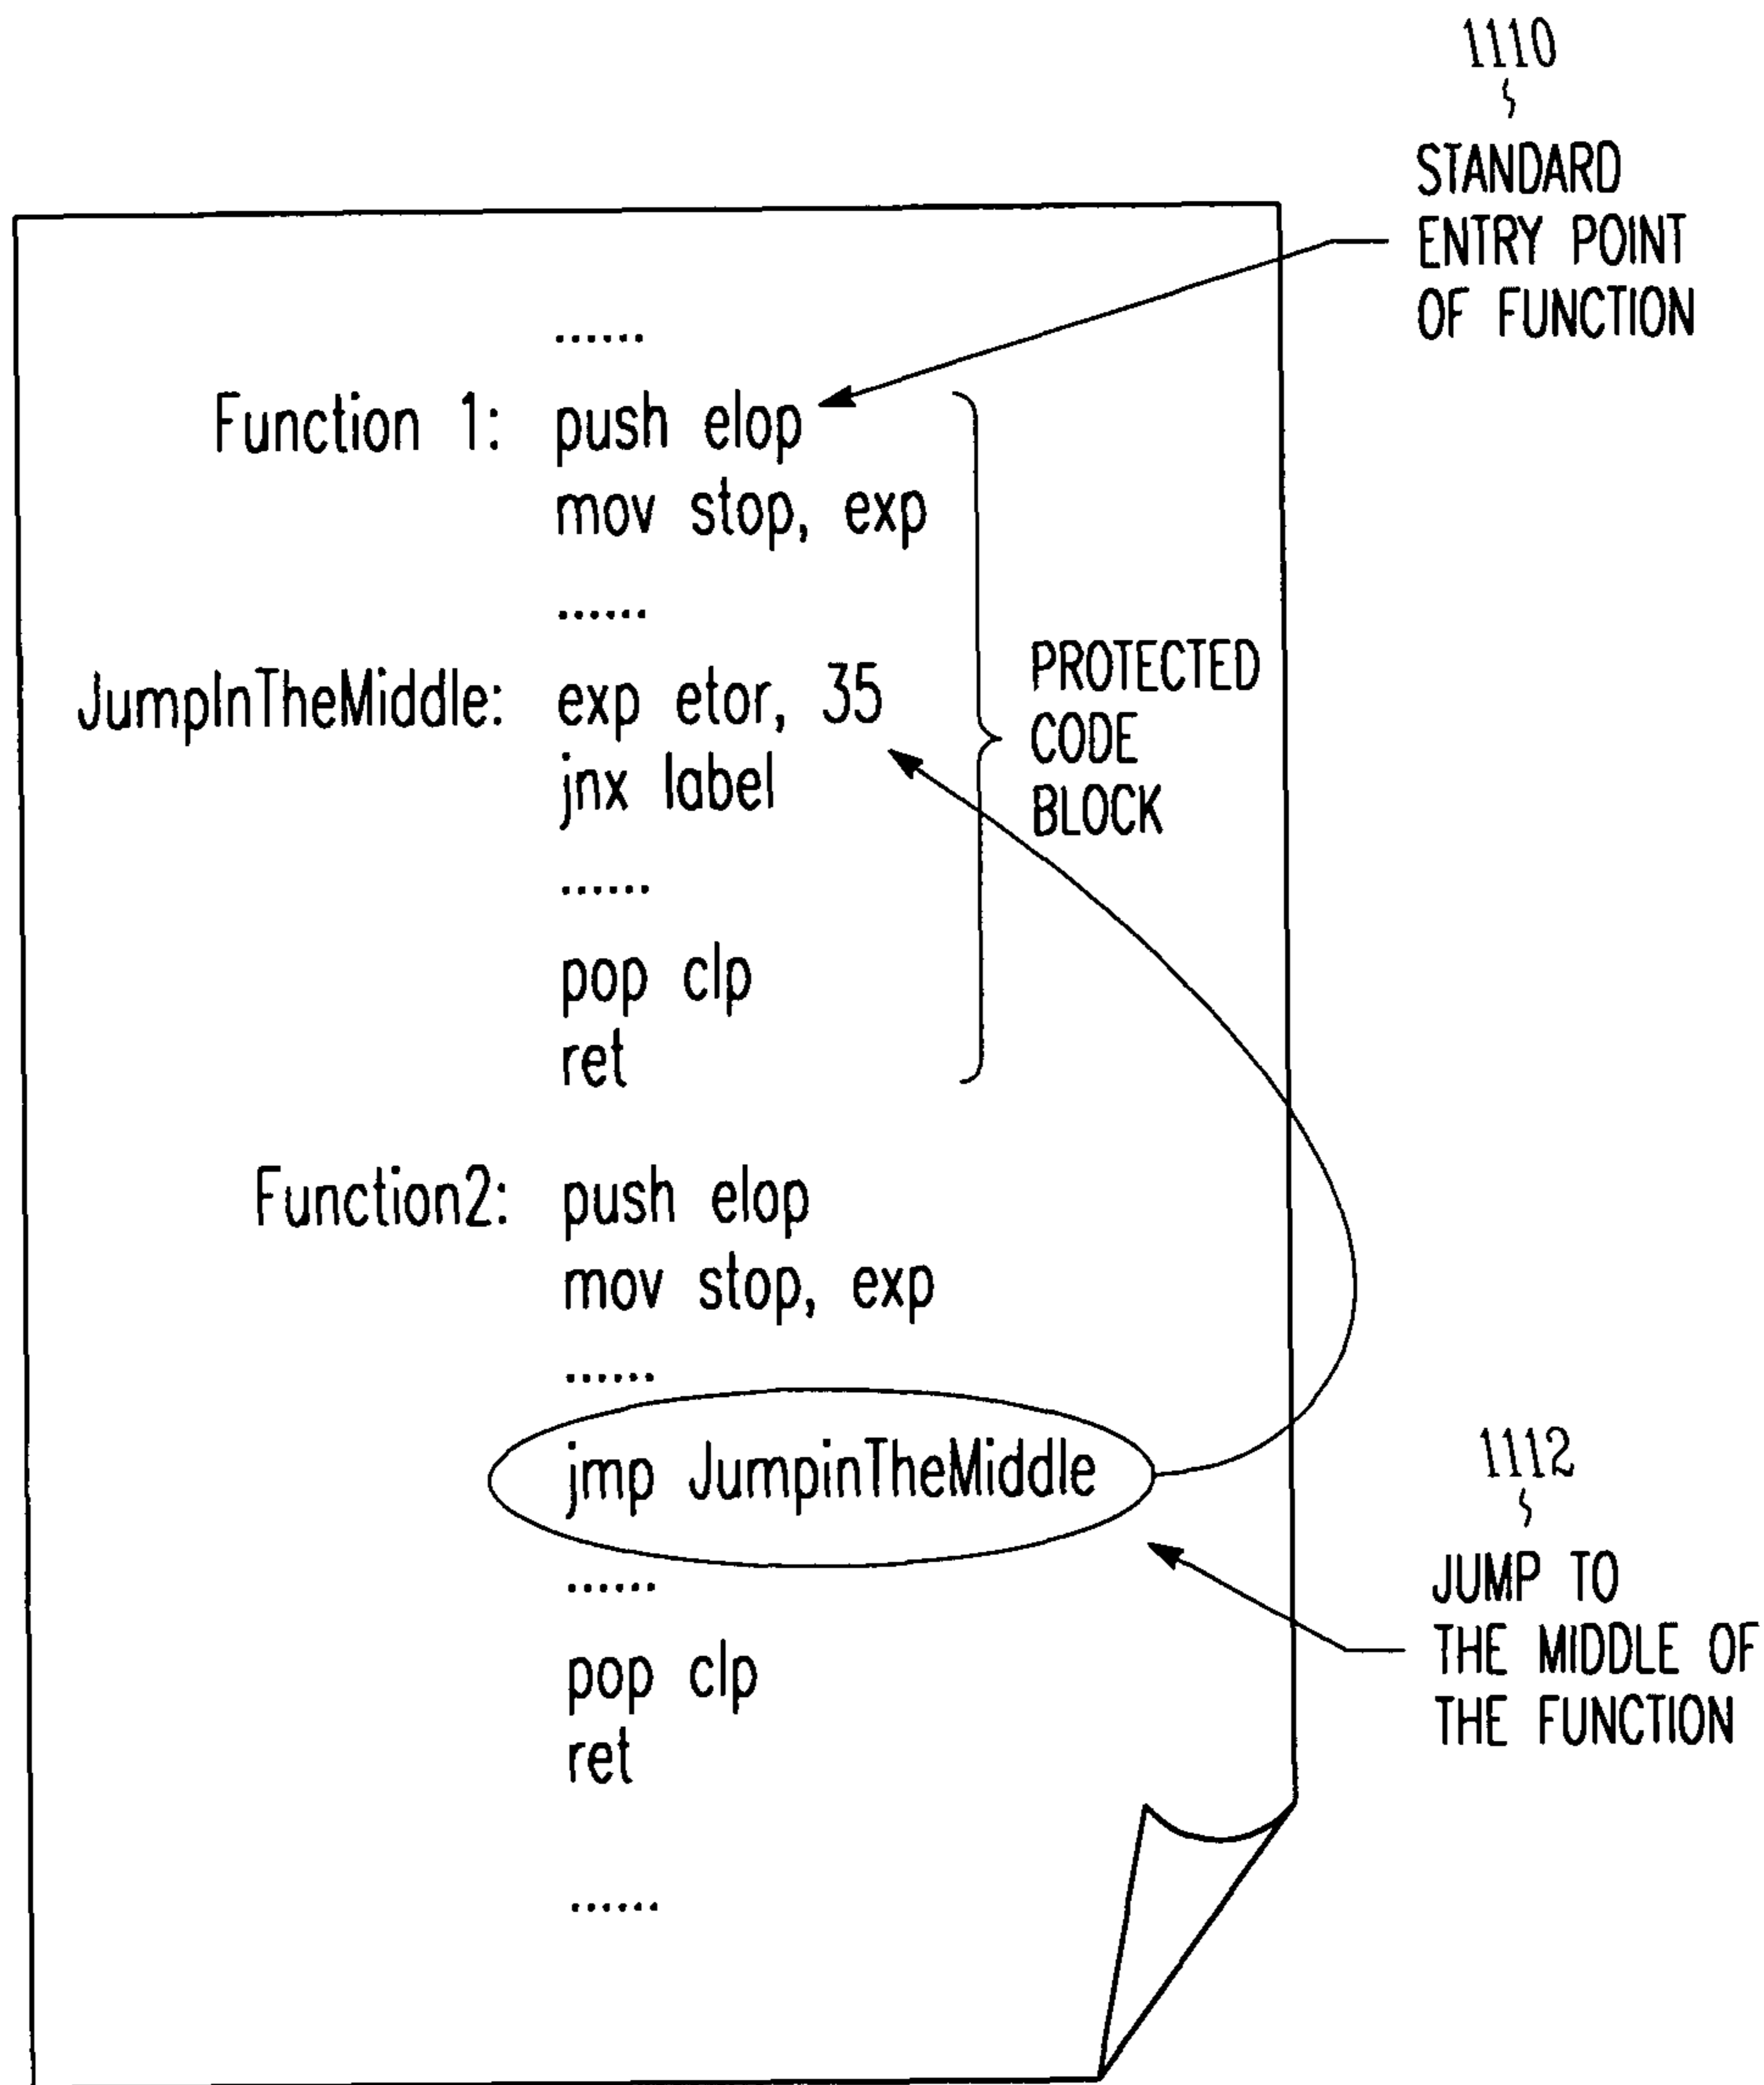 1110
STANDARD
ENTRY POINT
OF FUNCTION
......
Function 1: push elop
mov stop, exp
......
JumpInTheMiddle: exp etor, 35
jnx label
......
pop clp
ret
PROTECTED
CODE
BLOCK
Function2: push elop
mov stop, exp
......
jmp JumpinTheMiddle
......
pop clp
ret
......
1112
JUMP TO
THE MIDDLE OF
THE FUNCTION